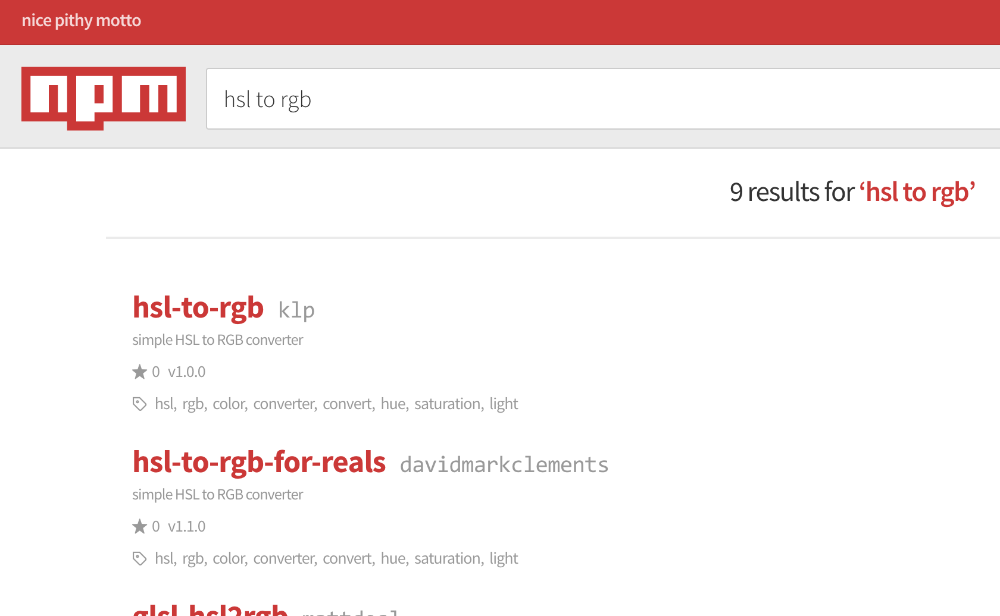 nice pithy motto
npm
hsl to rgb
9 results for ‘hsl to rgb’
hsl-to-rgb klp
simple HSL to RGB converter
0 v1.0.0
hsl, rgb, color, converter, convert, hue, saturation, light
hsl-to-rgb-for-reals davidmarkclements
simple HSL to RGB converter
0 v1.1.0
hsl, rgb, color, converter, convert, hue, saturation, light
glsl-hsl2rgb